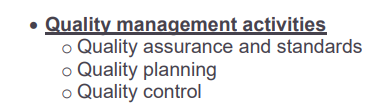 • Quality management activities
o Quality assurance and standards
o Quality planning
o Quality control